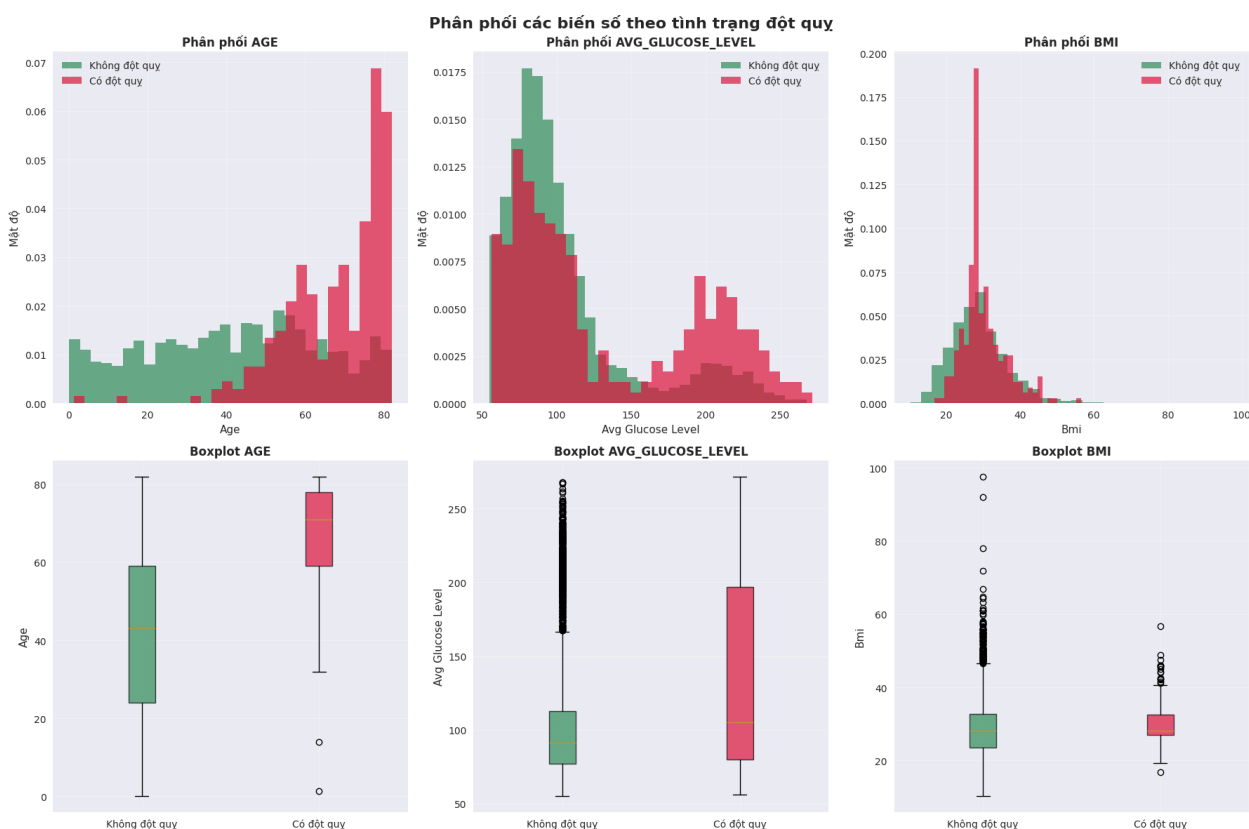 Phân phối các biến số theo tình trạng đột quỵ
Phân phối AGE
Không đột quỵ
Có đột quỵ
0.07
0.06
0.05
0.04
0.03
0.02
0.01
0.00
Mật độ
0
20
40
60
80
Age
Phân phối AVG_GLUCOSE_LEVEL
Không đột quỵ
Có đột quỵ
0.0175
0.0150
0.0125
0.0100
0.0075
0.0050
0.0025
0.0000
Mật độ
50
100
150
200
250
Avg Glucose Level
Phân phối BMI
Không đột quỵ
Có đột quỵ
0.200
0.175
0.150
0.125
0.100
0.075
0.050
0.025
0.000
Mật độ
20
40
60
80
100
Bmi
Boxplot AGE
80
60
40
20
0
Age
Không đột quỵ
Có đột quỵ
Boxplot AVG_GLUCOSE_LEVEL
250
200
150
100
50
Avg Glucose Level
Không đột quỵ
Có đột quỵ
Boxplot BMI
100
80
60
40
20
Bmi
Không đột quỵ
Có đột quỵ